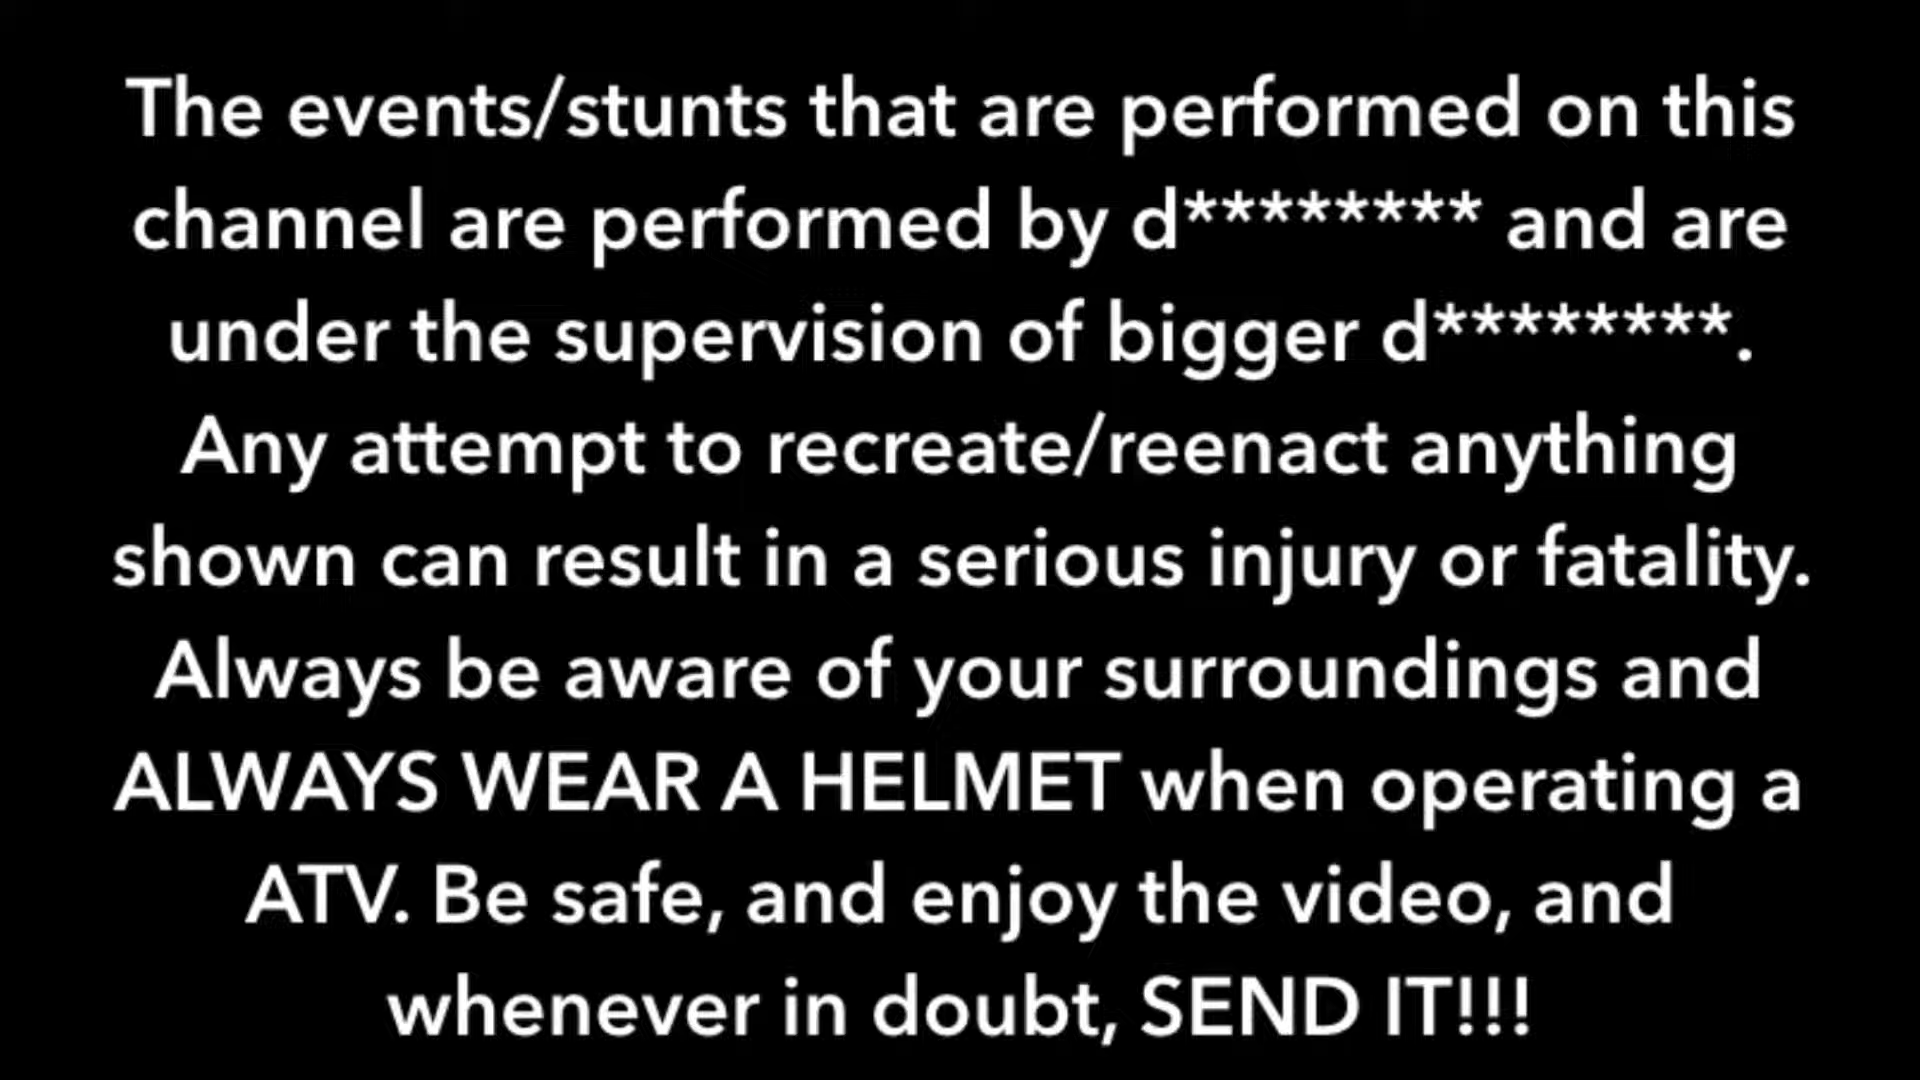 The events/stunts that are performed on this
channel are performed by d******** and are
under the supervision of bigger d********.
Any attempt to recreate/reenact anything
shown can result in a serious injury or fatality.
Always be aware of your surroundings and
ALWAYS WEAR A HELMET when operating a
ATV. Be safe, and enjoy the video, and
whenever in doubt, SEND IT!!!